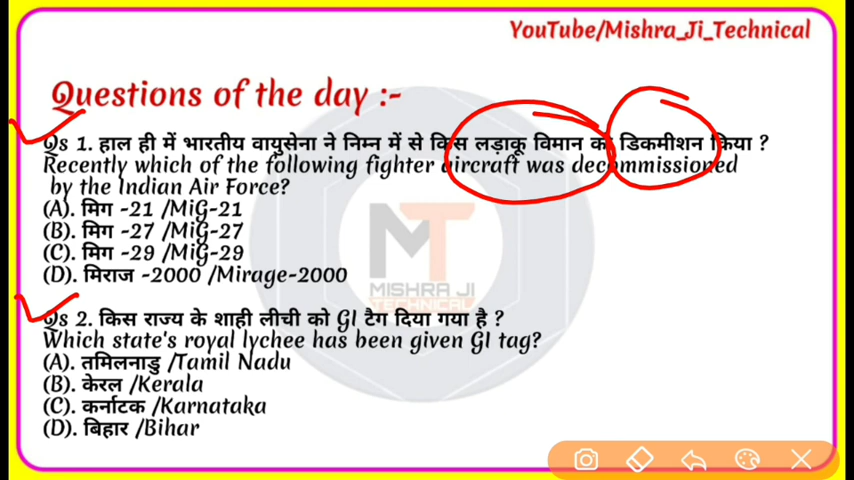 YouTube/Mishra_Ji_Technical
Questions of the day :-
Qs 1. हाल ही में भारतीय वायुसेना ने निम्न में से किस लड़ाकू विमान को डिकमीशन किया ?
Recently which of the following fighter aircraft was decommissioned
by the Indian Air Force?
(A). मिग -21 /MiG-21
(B). मिग -27 /MiG-27
(C). मिग -29 /MiG-29
(D). मिराज -2000 /Mirage-2000
MISHRA JI
TECHNICAL
Qs 2. किस राज्य के शाही लीची को GI टैग दिया गया है ?
Which state's royal lychee has been given GI tag?
(A). तमिलनाडु /Tamil Nadu
(B). केरल /Kerala
(C). कर्नाटक /Karnataka
(D). बिहार /Bihar